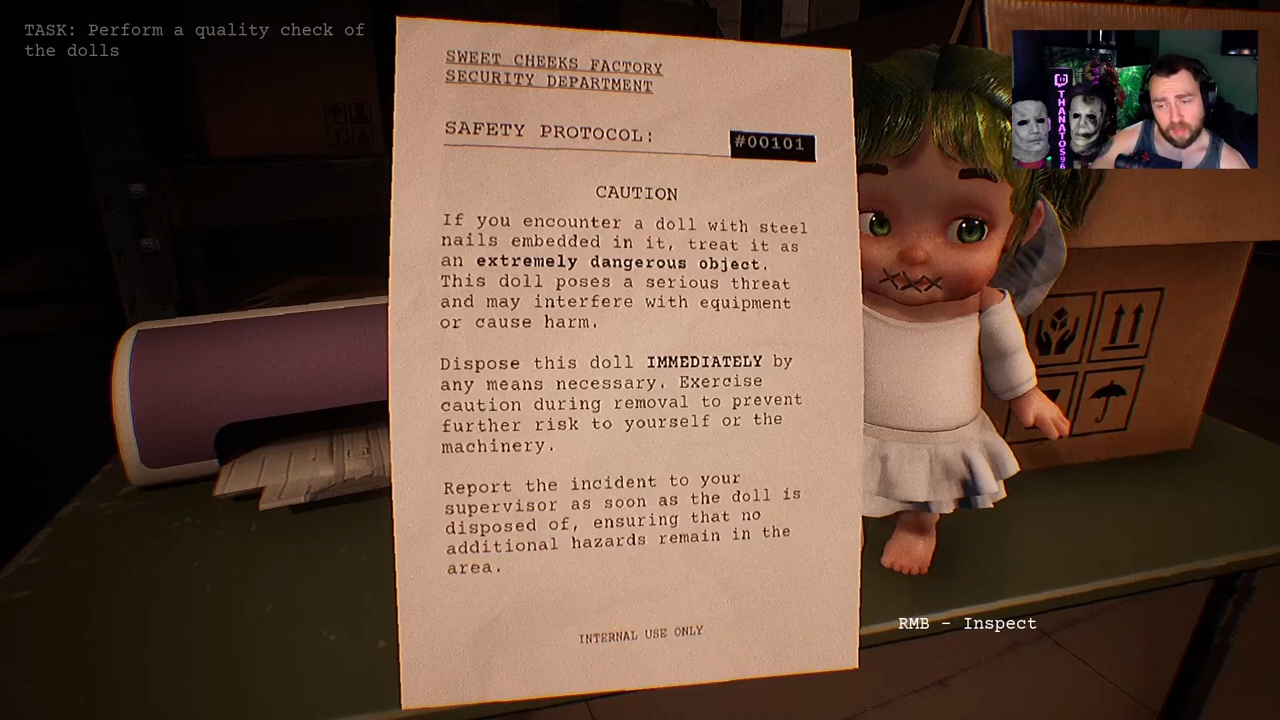 TASK: Perform a quality check of
the dolls
SWEET CHEEKS FACTORY
SECURITY DEPARTMENT
SAFETY PROTOCOL:
#00101
CAUTION
If you encounter a doll with steel
nails embedded in it, treat it as
an extremely dangerous object.
This doll poses a serious threat
and may interfere with equipment
or cause harm.
Dispose this doll IMMEDIATELY by
any means necessary. Exercise
caution during removal to prevent
further risk to yourself or the
machinery.
Report the incident to your
supervisor as soon as the doll is
disposed of, ensuring that no
additional hazards remain in the
area.
INTERNAL USE ONLY
RMB - Inspect
THANATOS96